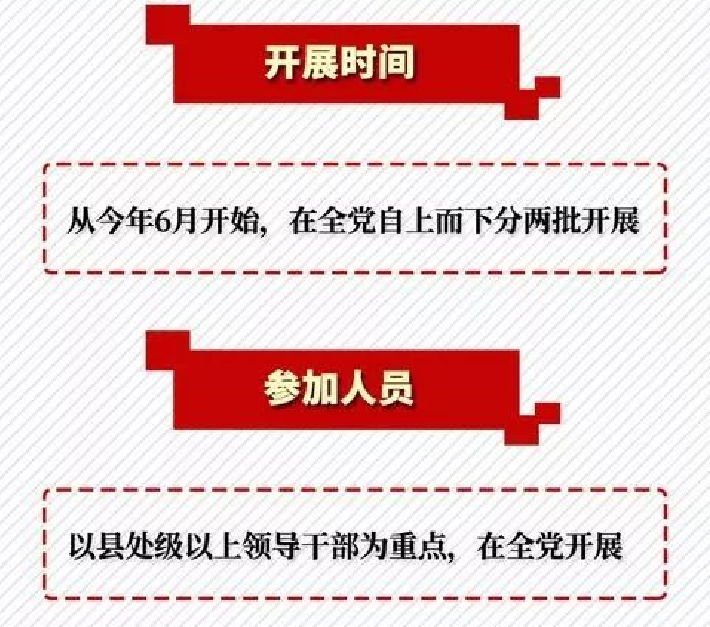 开展时间
从今年6月开始，在全党自上而下分两批开展
参加人员
以县处级以上领导干部为重点，在全党开展